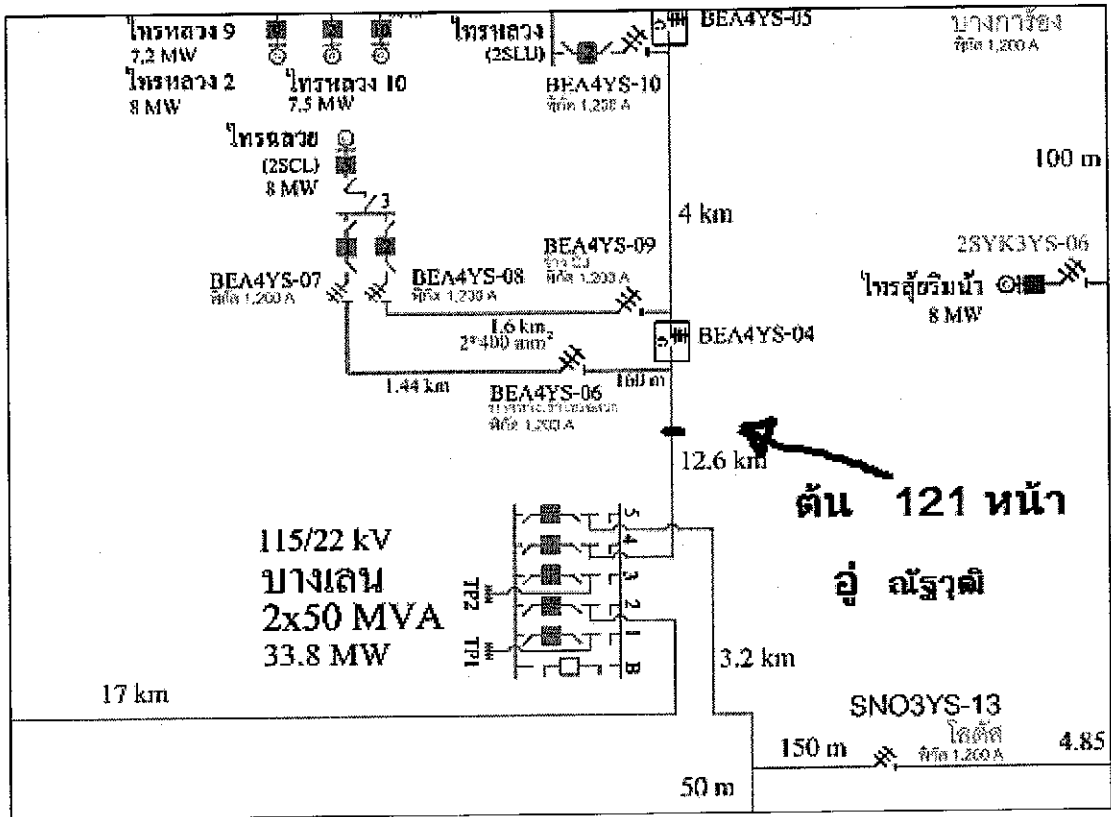 ไทรหลวง 9
7.2 MW
ไทรหลวง 2
8 MW
ไทรหลวง 10
7.5 MW
ไทรหลวง
(2SLU)
2
BEA4YS-10
พิกัด 1,200 A
BEA4YS-05
บางการ้อง
พิกัด 1,200 A
ไทรฉลวย
(2SCL)
8 MW
3
100 m
4 km
BEA4YS-07
พิกัด 1,200 A
BEA4YS-08
พิกัด 1,200 A
BEA4YS-09
พิกัด 1,200 A
2SYK3YS-06
ไทรสุ้ยริมน้ำ
8 MW
1.6 km
2*400 mm²
BEA4YS-04
1.44 km
160 m
BEA4YS-06
พิกัด 1,200 A
12.6 km
ต้น 121 หน้า
อู่ ณัฐวุฒิ
115/22 kV
บางเลน
2x50 MVA
33.8 MW
TP2
TP1
5
4
3
2
1
B
3.2 km
17 km
SNO3YS-13
โลตัส
พิกัด 1,200 A
150 m
4.85
50 m